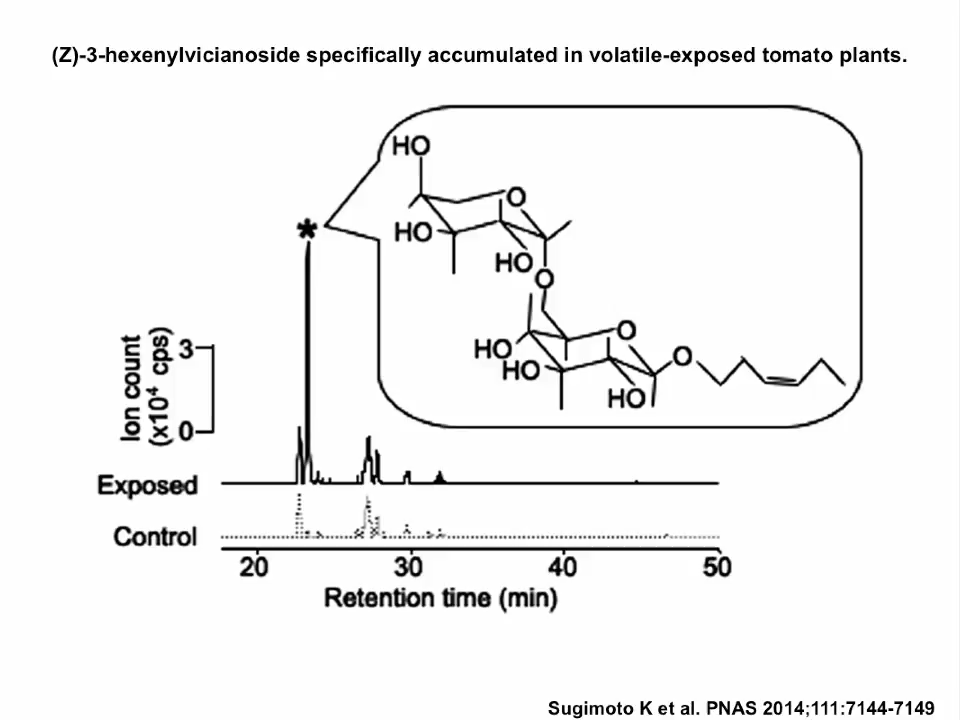 (Z)-3-hexenylvicianoside specifically accumulated in volatile-exposed tomato plants.
HO
O
HO
HO
O
*
O
HO
HO
O
HO
Ion count
(x10⁴ cps)
3
0
Exposed
Control
20 30 40 50
Retention time (min)
Sugimoto K et al. PNAS 2014;111:7144-7149